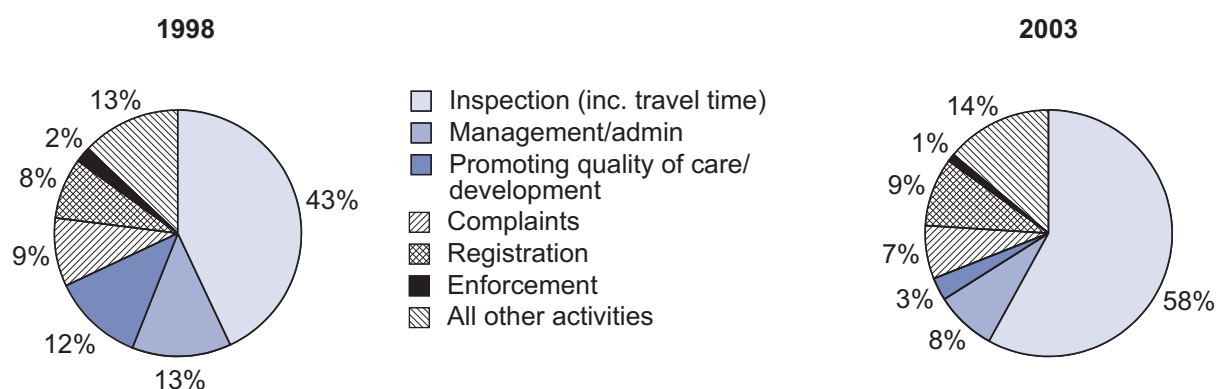 1998
13%
2%
8%
9%
12%
13%
43%
Inspection (inc. travel time)
Management/admin
Promoting quality of care/
development
Complaints
Registration
Enforcement
All other activities
2003
14%
1%
9%
7%
3%
8%
58%